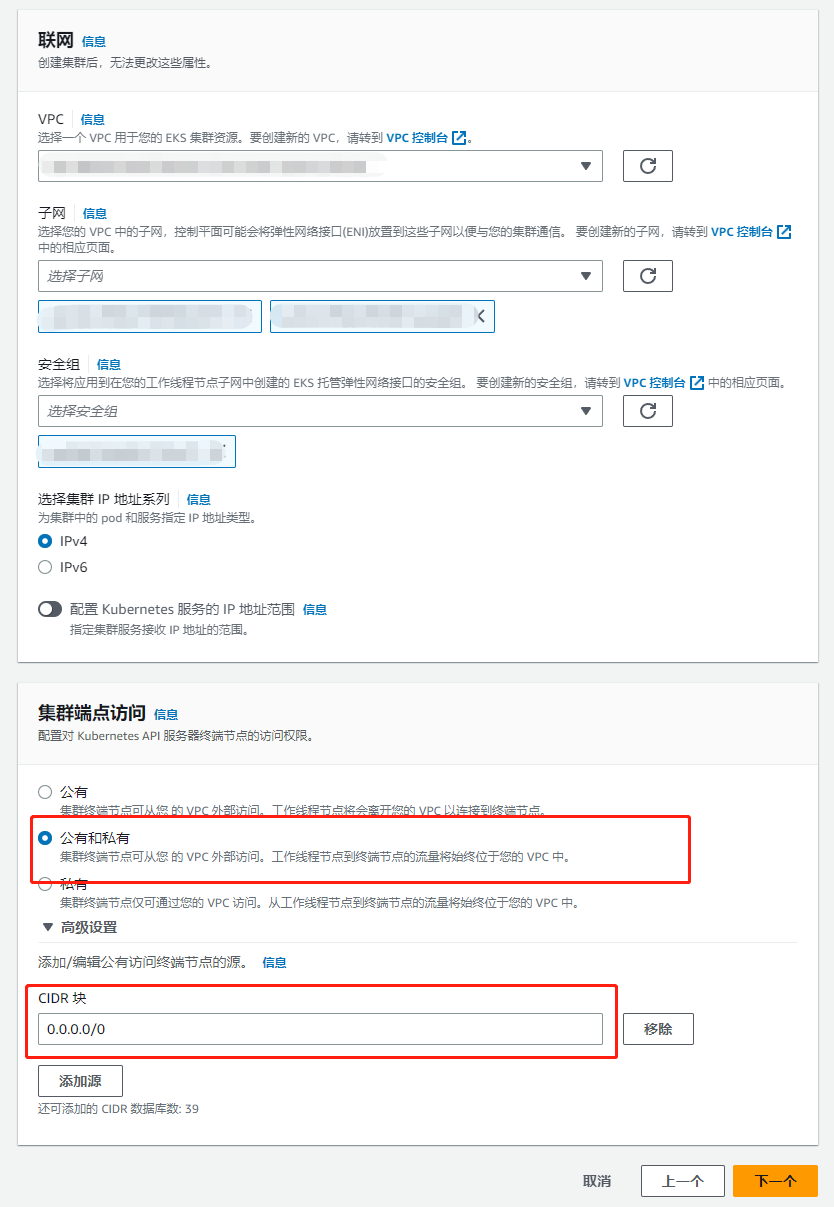 联网 信息
创建集群后，无法更改这些属性。
VPC 信息
选择一个 VPC 用于您的 EKS 集群资源。要创建新的 VPC，请转到 VPC 控制台。
子网 信息
选择您的 VPC 中的子网，控制平面可能会将弹性网络接口(ENI)放置到这些子网以便与您的集群通信。 要创建新的子网，请转到 VPC 控制台
中的相应页面。
选择子网
安全组 信息
选择将应用到在您的工作线程节点子网中创建的 EKS 托管弹性网络接口的安全组。 要创建新的安全组，请转到 VPC 控制台 中的相应页面。
选择安全组
选择集群 IP 地址系列 信息
为集群中的 pod 和服务指定 IP 地址类型。
IPv4
IPv6
配置 Kubernetes 服务的 IP 地址范围 信息
指定集群服务接收 IP 地址的范围。
集群端点访问 信息
配置对 Kubernetes API 服务器终端节点的访问权限。
公有
集群终端节点可从您 的 VPC 外部访问。工作线程节点将会离开您的 VPC 以连接到终端节点。
公有和私有
集群终端节点可从您 的 VPC 外部访问。工作线程节点到终端节点的流量将始终位于您的 VPC 中。
私有
集群终端节点仅可通过您的 VPC 访问。从工作线程节点到终端节点的流量将始终位于您的 VPC 中。
高级设置
添加/编辑公有访问终端节点的源。 信息
CIDR 块
0.0.0.0/0 移除
添加源
还可添加的 CIDR 数据库数: 39
取消 上一个 下一个